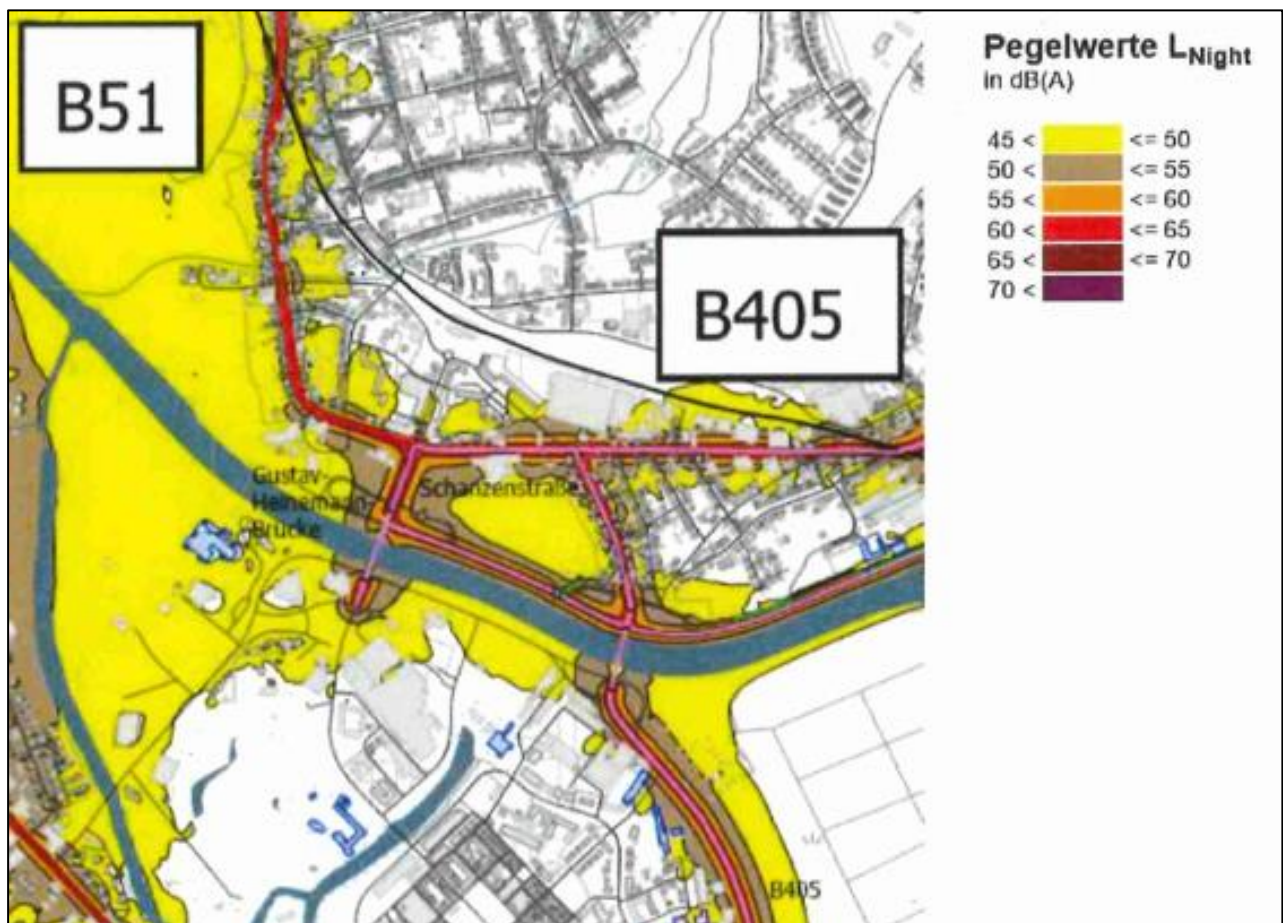 B51
B405
Gustav-
Heinemann-
Brücke
Schanzenstraße
B405
Pegelwerte LNight
in dB(A)
45 < <= 50
50 < <= 55
55 < <= 60
60 < <= 65
65 < <= 70
70 <